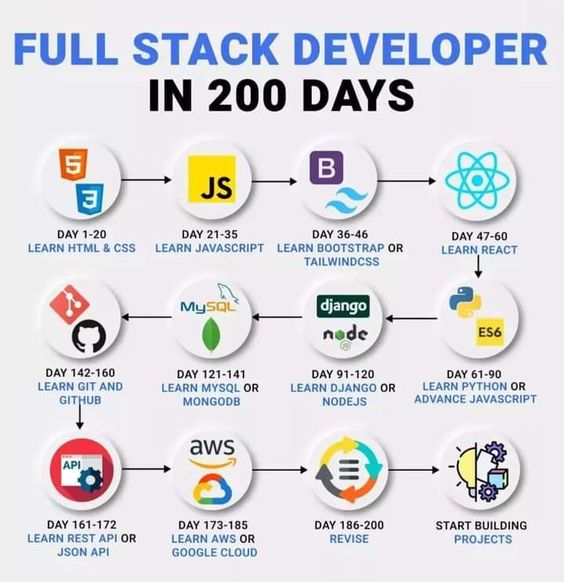 FULL STACK DEVELOPER
IN 200 DAYS
5
3
JS
B
DAY 1-20
LEARN HTML & CSS
DAY 21-35
LEARN JAVASCRIPT
DAY 36-46
LEARN BOOTSTRAP OR
TAILWINDCSS
DAY 47-60
LEARN REACT
MySQL
django
node
JS
ES6
DAY 142-160
LEARN GIT AND
GITHUB
DAY 121-141
LEARN MYSQL OR
MONGODB
DAY 91-120
LEARN DJANGO OR
NODEJS
DAY 61-90
LEARN PYTHON OR
ADVANCE JAVASCRIPT
API
aws
DAY 161-172
LEARN REST API OR
JSON API
DAY 173-185
LEARN AWS OR
GOOGLE CLOUD
DAY 186-200
REVISE
START BUILDING
PROJECTS